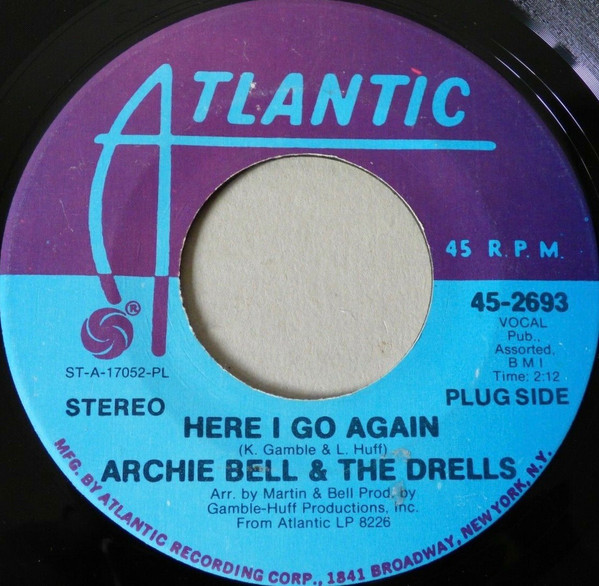 ATLANTIC
45 R.P.M.
®
ST-A-17052-PL
STEREO
45-2693
VOCAL
Pub.,
Assorted,
B M I
Time: 2:12
PLUG SIDE
HERE I GO AGAIN
(K. Gamble & L. Huff)
ARCHIE BELL & THE DRELLS
Arr. by Martin & Bell Prod. by
Gamble-Huff Productions, Inc.
From Atlantic LP 8226
MFG. BY ATLANTIC RECORDING CORP., 1841 BROADWAY, NEW YORK, N.Y.